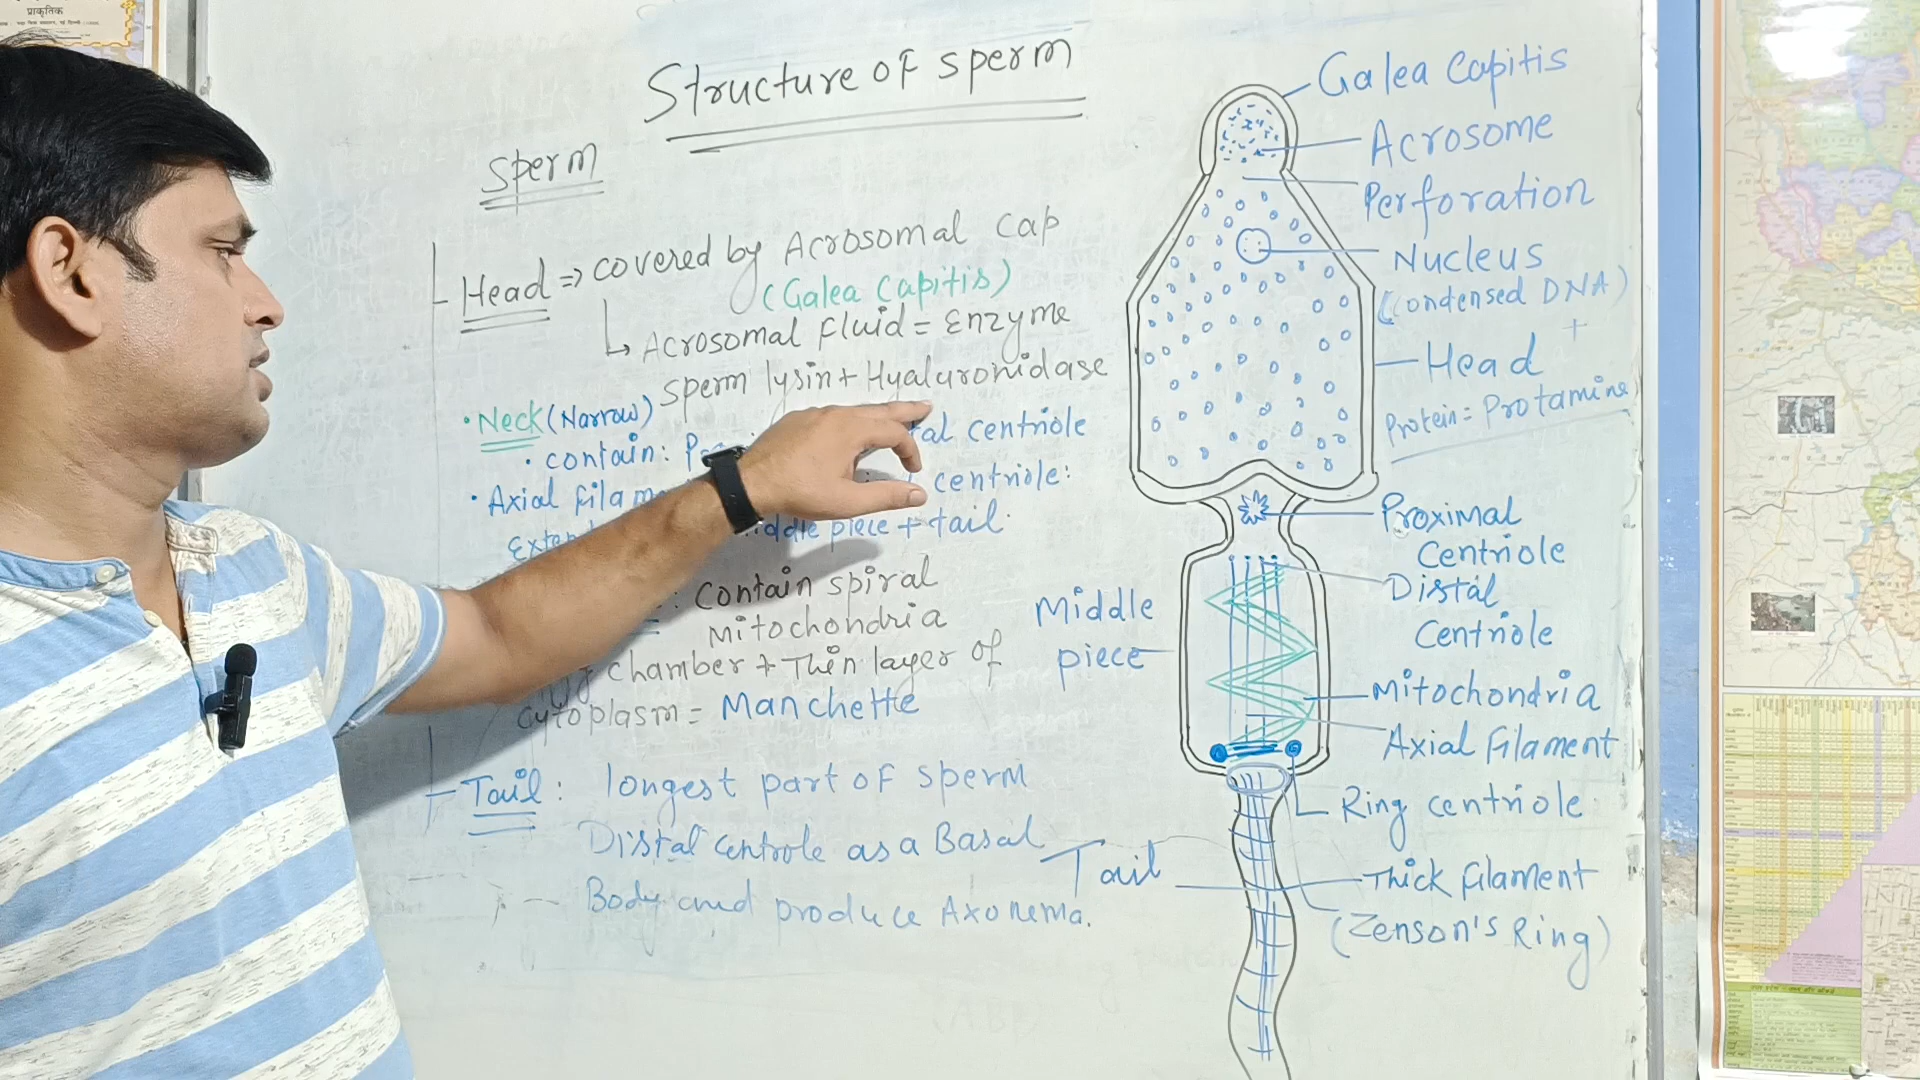 प्राकृतिक
Structure of sperm
sperm
Head => covered by Acrosomal Cap
(Galea Capitis)
Acrosomal fluid = Enzyme
sperm lysin + Hyaluronidase
• Neck (Narrow)
• contain: centriole
• Axial centriole:
piece + tail.
: contain spiral
mitochondria
chamber + Thin layer of
cytoplasm = Manchette
Tail: longest part of sperm
Distal centrole as a Basal
Body and produce Axonema.
Galea Capitis
Acrosome
Perforation
Nucleus
(Condensed DNA)
+
Head
Protein = Protamine)
Proximal
Centriole
Distal
Centriole
Middle
piece
Mitochondria
Axial filament
Ring centriole
Tail
Thick filament
(Zenson's Ring)